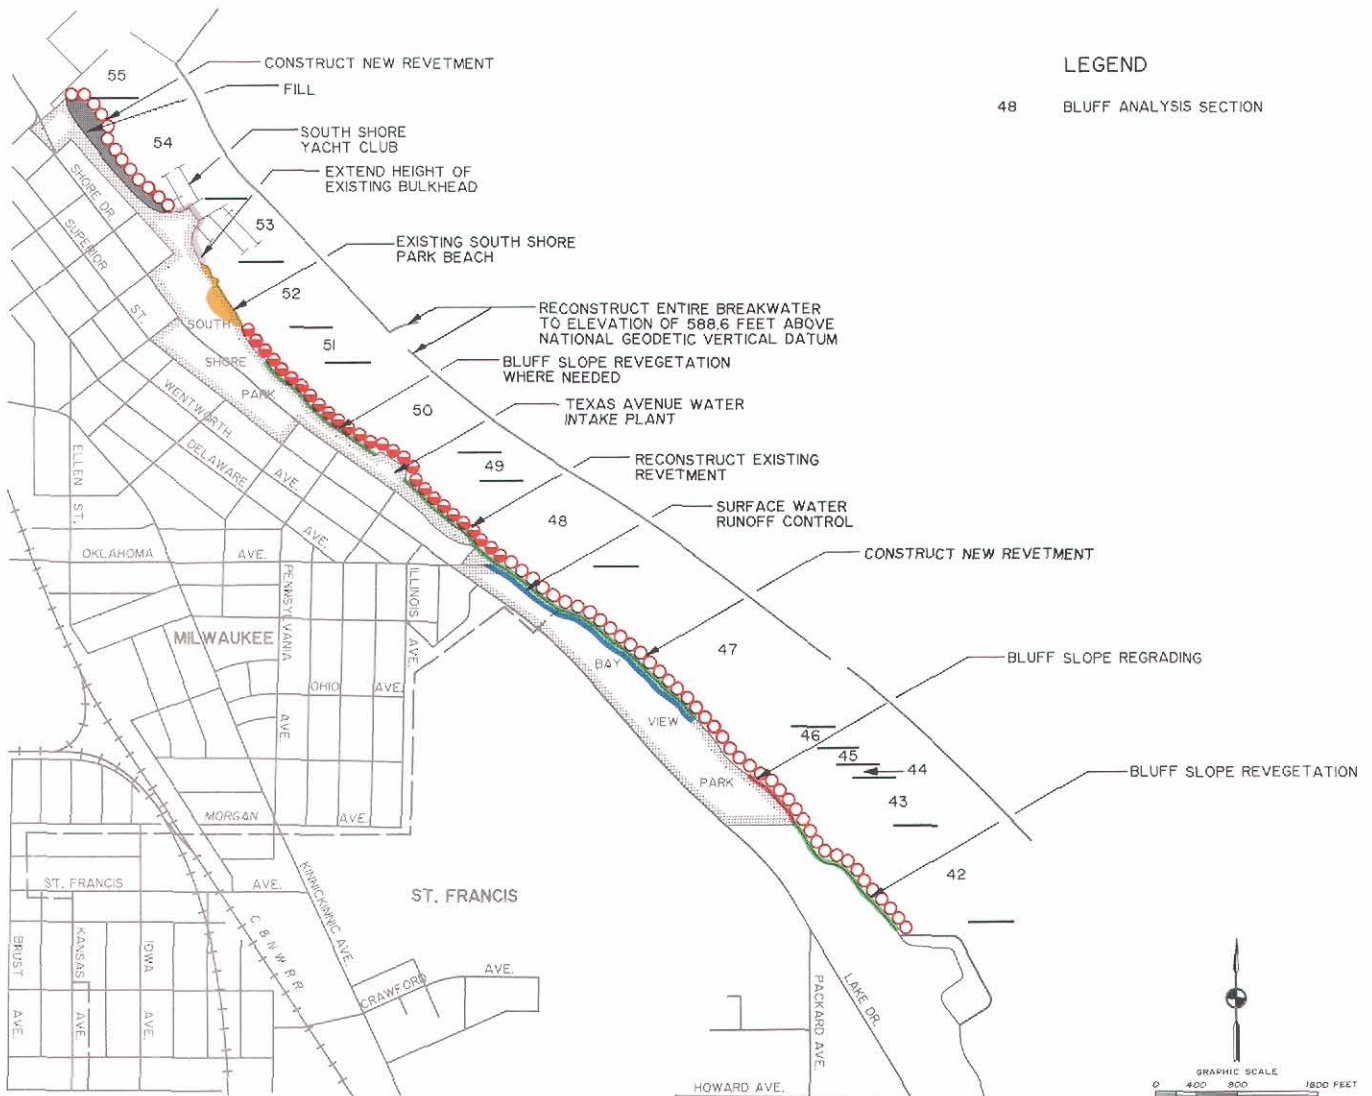 LEGEND
48 BLUFF ANALYSIS SECTION
55
CONSTRUCT NEW REVETMENT
FILL
54
SOUTH SHORE
YACHT CLUB
EXTEND HEIGHT OF
EXISTING BULKHEAD
53
EXISTING SOUTH SHORE
PARK BEACH
52
RECONSTRUCT ENTIRE BREAKWATER
TO ELEVATION OF 588.6 FEET ABOVE
NATIONAL GEODETIC VERTICAL DATUM
51
BLUFF SLOPE REVEGETATION
WHERE NEEDED
50
TEXAS AVENUE WATER
INTAKE PLANT
49
RECONSTRUCT EXISTING
REVETMENT
48
SURFACE WATER
RUNOFF CONTROL
CONSTRUCT NEW REVETMENT
47
BLUFF SLOPE REGRADING
46
45
44
BLUFF SLOPE REVEGETATION
43
42
SHORE DR.
SUPERIOR
ST.
SOUTH
SHORE
PARK
WENTWORTH
AVE.
DELAWARE
AVE.
ELLEN ST.
OKLAHOMA AVE.
PENNSYLVANIA
AVE.
ILLINOIS
AVE.
MILWAUKEE
OHIO AVE.
BAY
VIEW
PARK
MORGAN AVE.
ST. FRANCIS AVE.
KINNICKINNIC AVE.
ST. FRANCIS
C. & N W R R
BRUST
AVE.
KANSAS
AVE.
IOWA
AVE.
CRAWFORD AVE.
PACKARD AVE.
LAKE DR.
HOWARD AVE.
GRAPHIC SCALE
0 400 800 1600 FEET